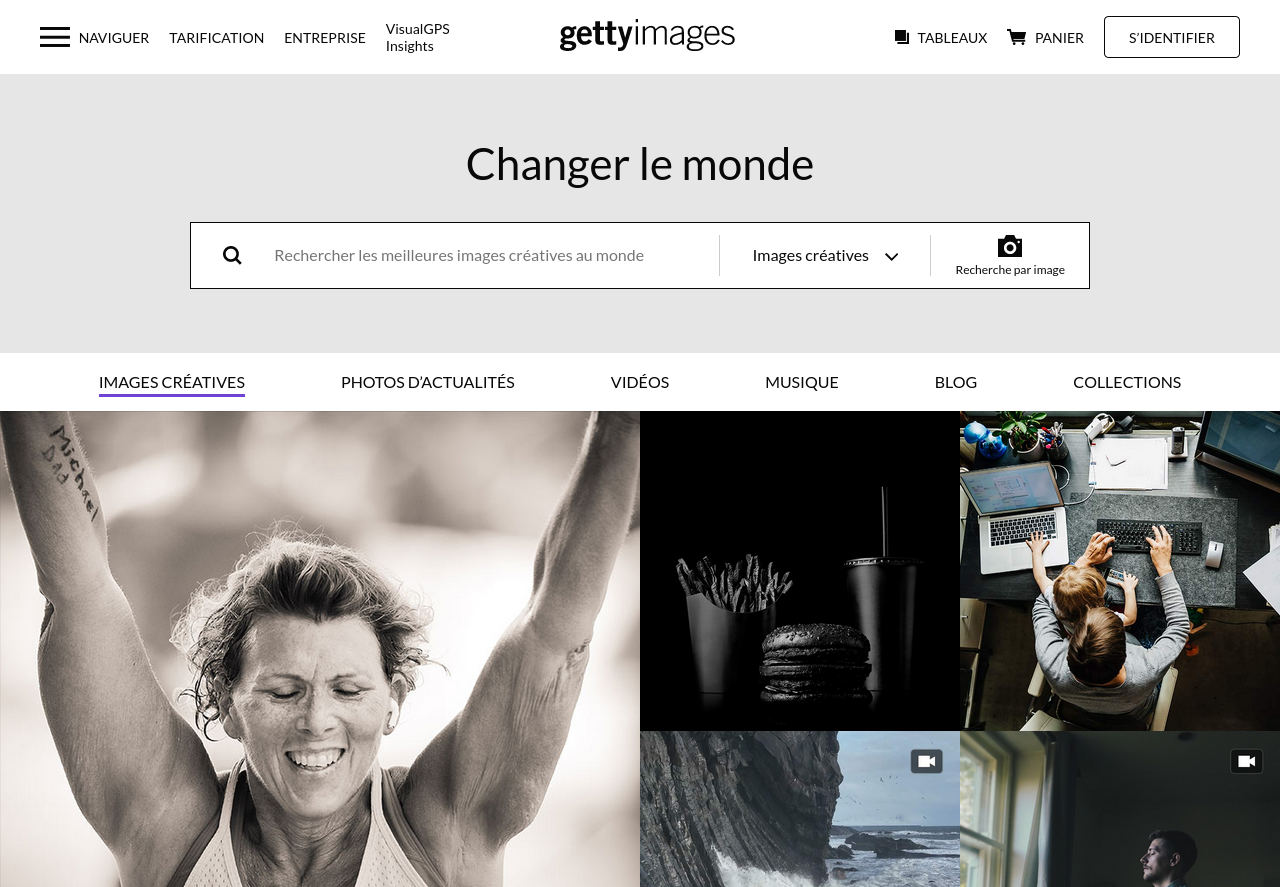 NAVIGUER
TARIFICATION
ENTREPRISE
VisualGPS
Insights
gettyimages
TABLEAUX
PANIER
S’IDENTIFIER
Changer le monde
Rechercher les meilleures images créatives au monde
Images créatives
Recherche par image
IMAGES CRÉATIVES
PHOTOS D’ACTUALITÉS
VIDÉOS
MUSIQUE
BLOG
COLLECTIONS
Michael
Dad